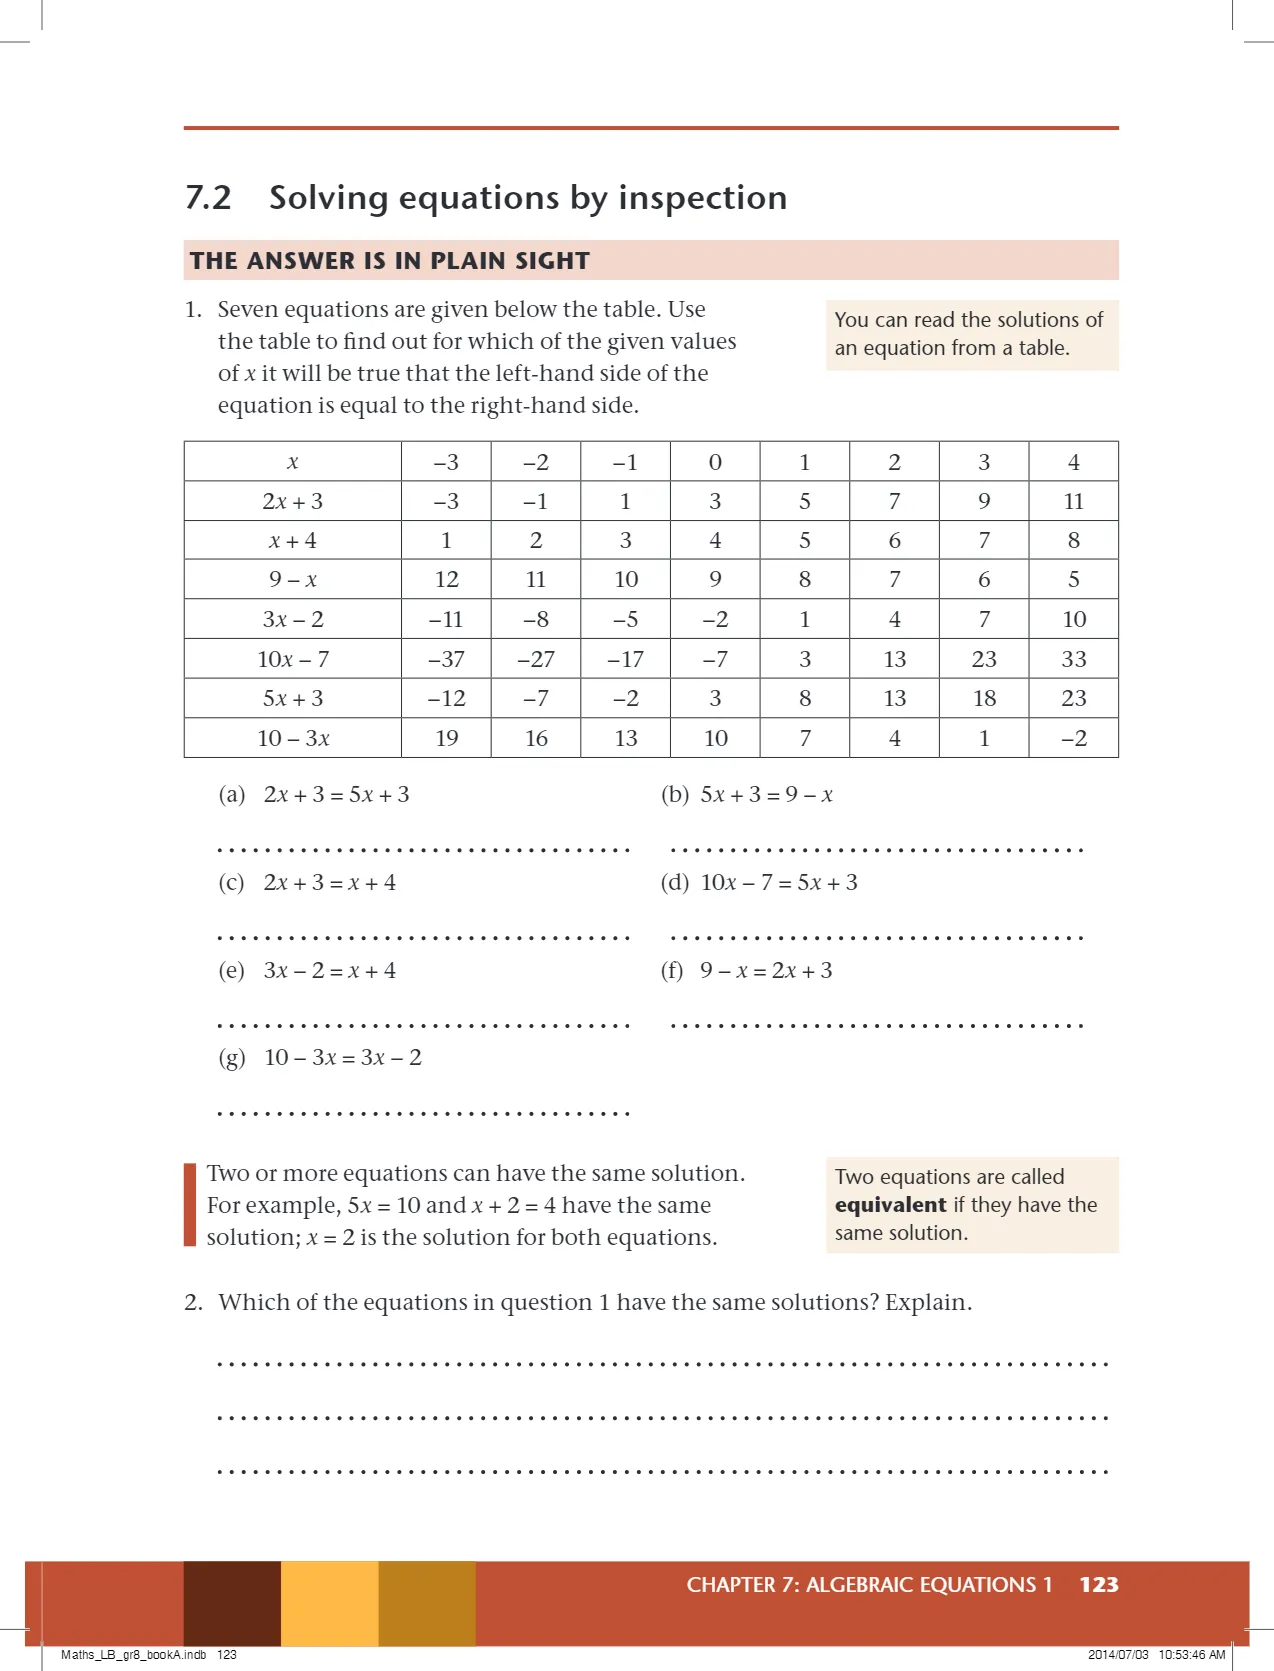 7.2 Solving equations by inspection
THE ANSWER IS IN PLAIN SIGHT
1. Seven equations are given below the table. Use
the table to find out for which of the given values
of x it will be true that the left-hand side of the
equation is equal to the right-hand side.
You can read the solutions of
an equation from a table.
x –3 –2 –1 0 1 2 3 4
2x + 3 –3 –1 1 3 5 7 9 11
x + 4 1 2 3 4 5 6 7 8
9 – x 12 11 10 9 8 7 6 5
3x – 2 –11 –8 –5 –2 1 4 7 10
10x – 7 –37 –27 –17 –7 3 13 23 33
5x + 3 –12 –7 –2 3 8 13 18 23
10 – 3x 19 16 13 10 7 4 1 –2
(a) 2x + 3 = 5x + 3 (b) 5x + 3 = 9 – x
(c) 2x + 3 = x + 4 (d) 10x – 7 = 5x + 3
(e) 3x – 2 = x + 4 (f) 9 – x = 2x + 3
(g) 10 – 3x = 3x – 2
Two or more equations can have the same solution.
For example, 5x = 10 and x + 2 = 4 have the same
solution; x = 2 is the solution for both equations.
Two equations are called
equivalent if they have the
same solution.
2. Which of the equations in question 1 have the same solutions? Explain.
CHAPTER 7: ALGEBRAIC EQUATIONS 1 123
Maths_LB_gr8_bookA.indb 123 2014/07/03 10:53:46 AM